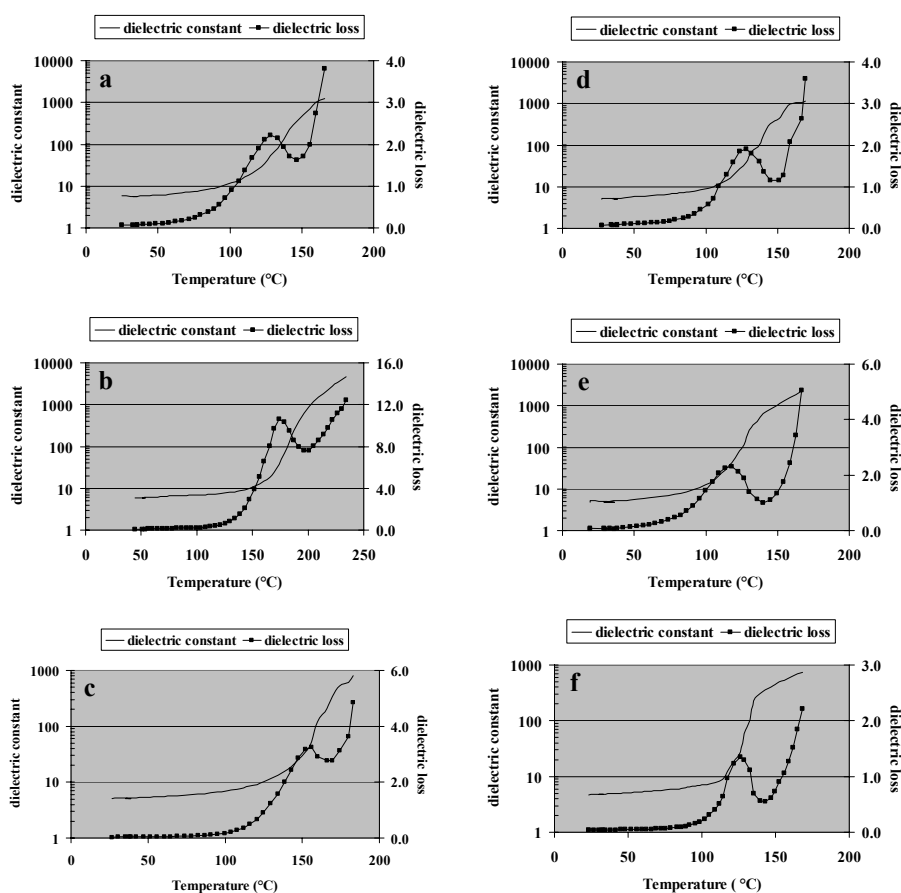 dielectric constant dielectric loss
a
dielectric constant
10000
1000
100
10
1
4.0
3.0
2.0
1.0
0.0
dielectric loss
0 50 100 150 200
Temperature (°C)
dielectric constant dielectric loss
d
dielectric constant
10000
1000
100
10
1
4.0
3.0
2.0
1.0
0.0
dielectric loss
0 50 100 150 200
Temperature (°C)
dielectric constant dielectric loss
b
dielectric constant
10000
1000
100
10
1
16.0
12.0
8.0
4.0
0.0
dielectric loss
0 50 100 150 200 250
Temperature (°C)
dielectric constant dielectric loss
e
dielectric constant
10000
1000
100
10
1
6.0
4.0
2.0
0.0
dielectric loss
0 50 100 150 200
Temperature (°C)
dielectric constant dielectric loss
c
dielectric constant
1000
100
10
1
6.0
4.0
2.0
0.0
dielectric loss
0 50 100 150 200
Temperature (°C)
dielectric constant dielectric loss
f
dielectric constant
1000
100
10
1
3.0
2.0
1.0
0.0
dielectric loss
0 50 100 150 200
Temperature (°C)